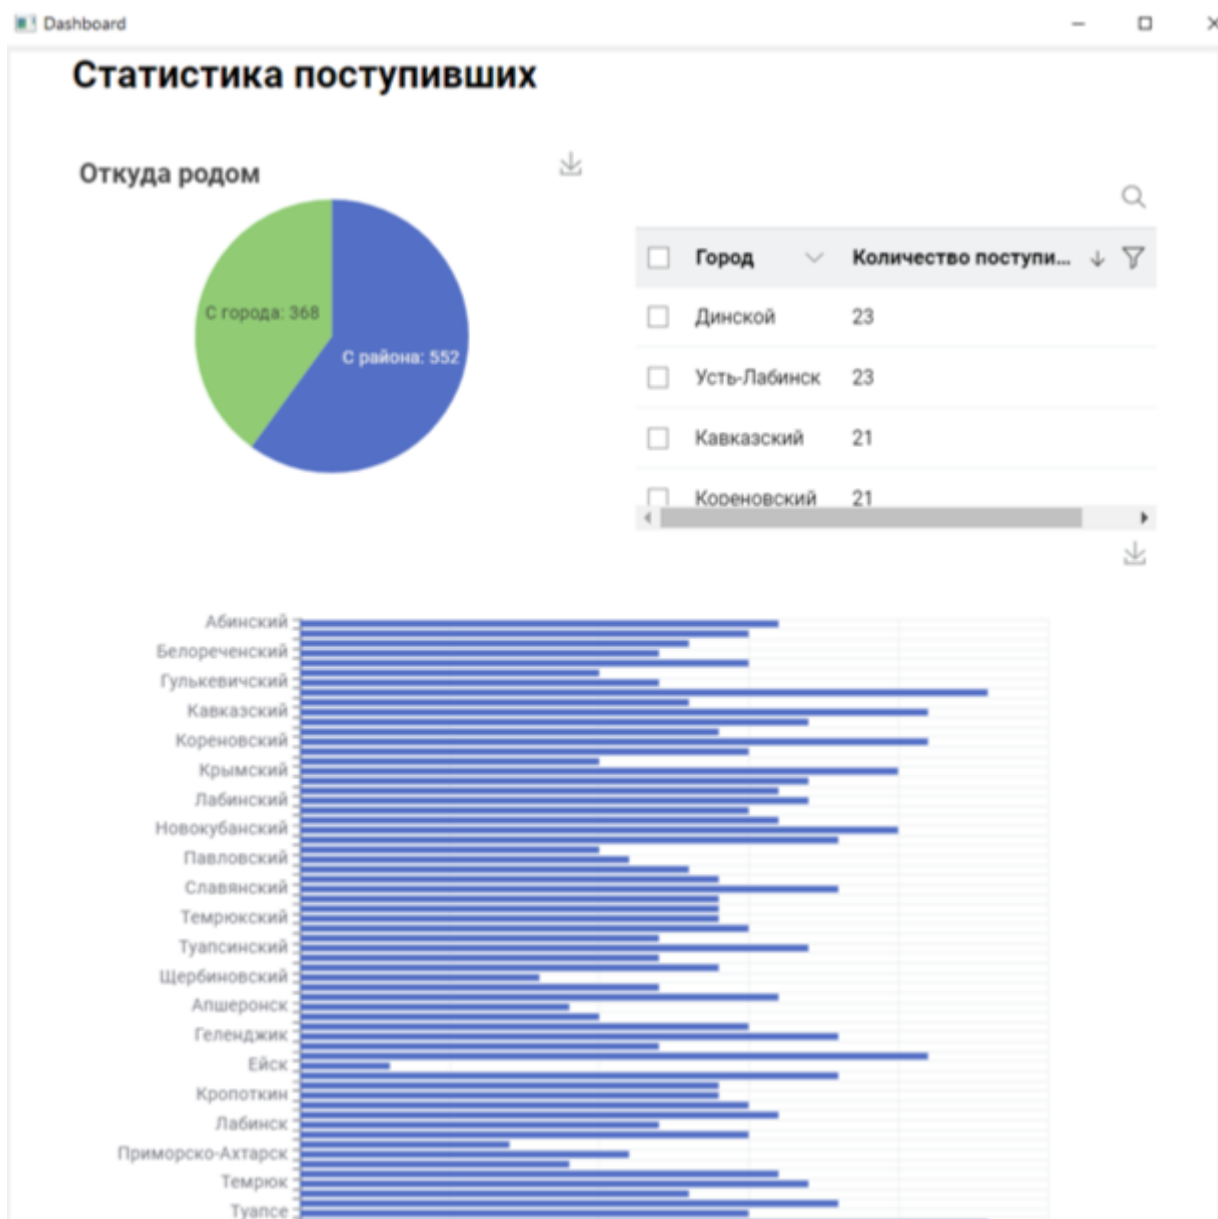 Dashboard
Статистика поступивших
Откуда родом
С города: 368
С района: 552
Город Количество поступи...
Динской 23
Усть-Лабинск 23
Кавказский 21
Кореновский 21
Абинский
Белореченский
Гулькевичский
Кавказский
Кореновский
Крымский
Лабинский
Новокубанский
Павловский
Славянский
Темрюкский
Туапсинский
Щербиновский
Апшеронск
Геленджик
Ейск
Кропоткин
Лабинск
Приморско-Ахтарск
Темрюк
Туапсе